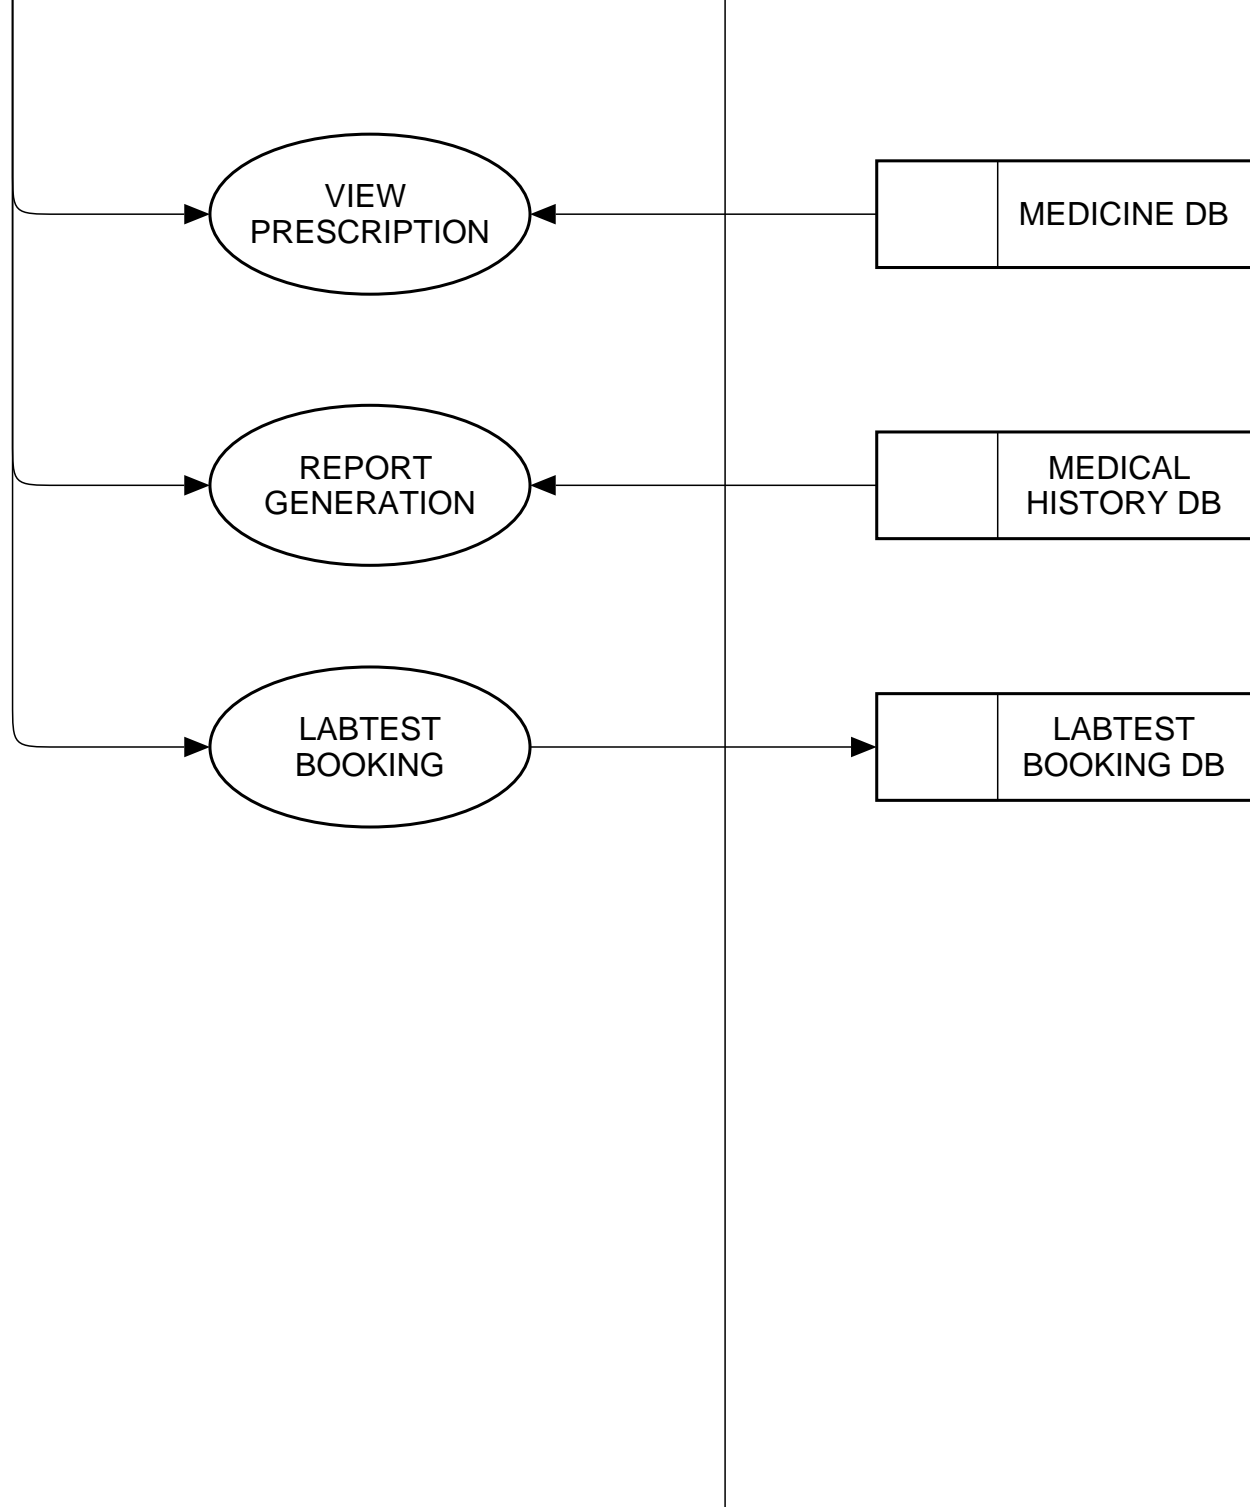 VIEW
PRESCRIPTION
MEDICINE DB
REPORT
GENERATION
MEDICAL
HISTORY DB
LABTEST
BOOKING
LABTEST
BOOKING DB